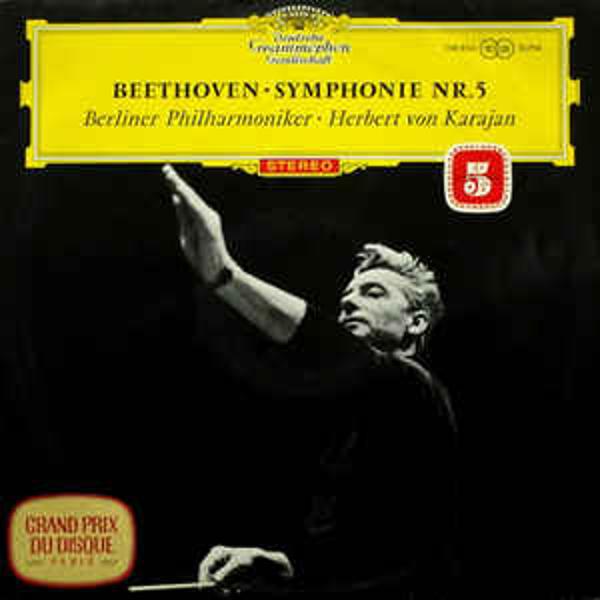 Deutsche
Grammophon
Gesellschaft
BEETHOVEN · SYMPHONIE NR. 5
Berliner Philharmoniker · Herbert von Karajan
STEREO
5
GRAND PRIX
DU DISQUE
PARIS